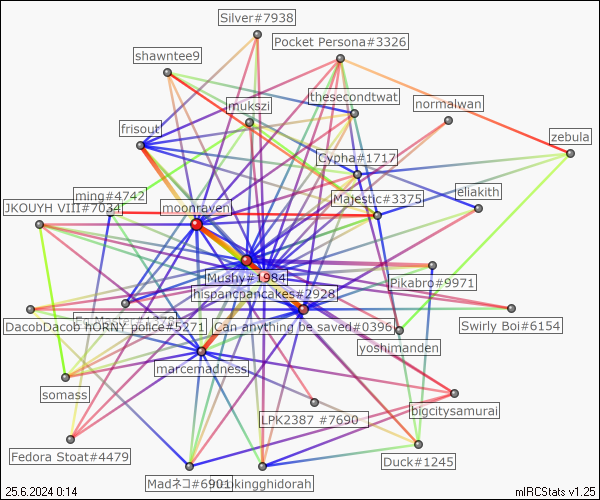 Silver#7938
Pocket Persona#3326
shawntee9
thesecondtwat
mukszi
normalwan
frisout
zebula
Cypha#1717
ming#4742
eliakith
Majestic#3375
JKOUYH VIII#7034
moonraven
Mushy#1984
Pikabro#9971
hispancpancakes#2928
DacobDacob hORNY police#5271
Can anything be saved#0396
Swirly Boi#6154
yoshimanden
marcemadness
somass
bigcitysamurai
LPK2387 #7690
Fedora Stoat#4479
Duck#1245
Madネコ#6901
kingghidorah
25.6.2024 0:14
mIRCStats v1.25